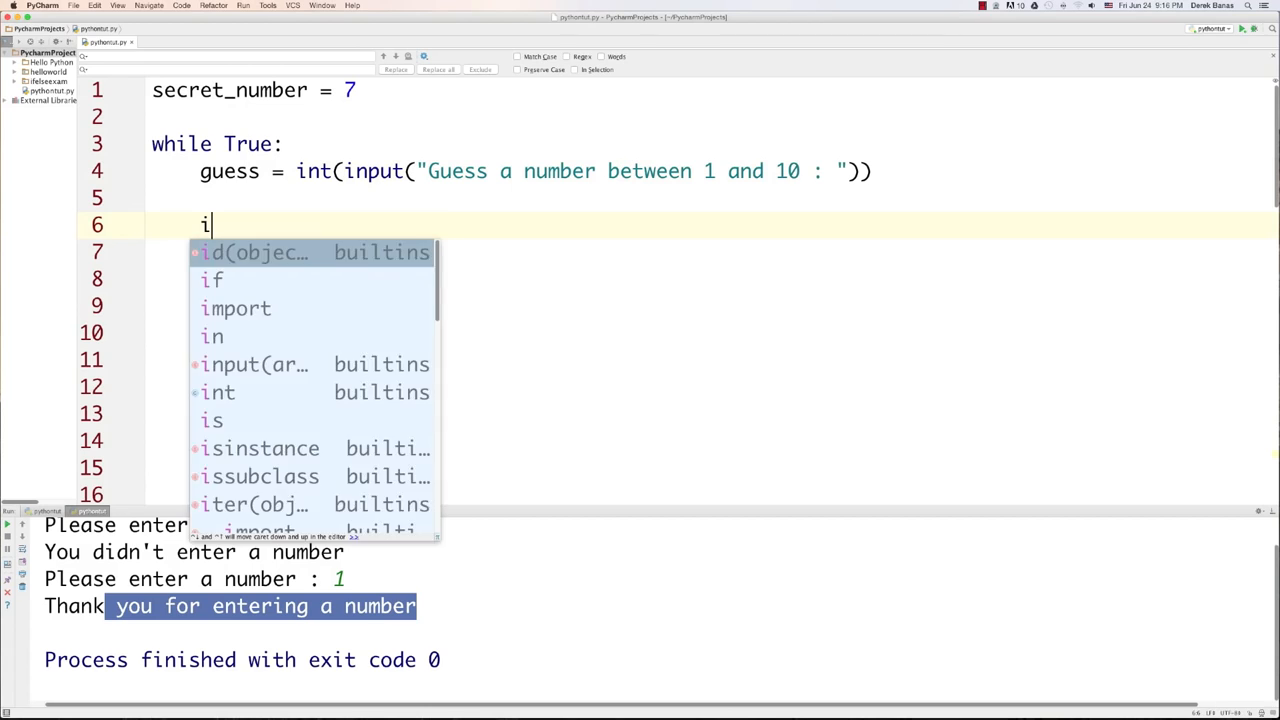 PyCharm File Edit View Navigate Code Refactor Run Tools VCS Window Help
Fri Jun 24 9:16 PM Derek Banas
pythontut.py - PycharmProjects - [~/PycharmProjects]
PycharmProjects pythontut.py
pythontut
pythontut.py
PycharmProject
Hello Python
helloworld
ifelseexam
pythontut.py
External Librarie
Match Case Regex Words
Replace Replace all Exclude Preserve Case In Selection
1 secret_number = 7
2
3 while True:
4 guess = int(input("Guess a number between 1 and 10 : "))
5
6 i
7
8
9
10
11
12
13
14
15
16
id(objec… builtins
if
import
in
input(ar… builtins
int builtins
is
isinstance builti…
issubclass builti…
iter(obj… builtins
__import__ builti…
^↓ and ^↑ will move caret down and up in the editor >>
Run: pythontut pythontut
Please enter
You didn't enter a number
Please enter a number : 1
Thank you for entering a number
Process finished with exit code 0
6:6 LF≑ UTF-8≑